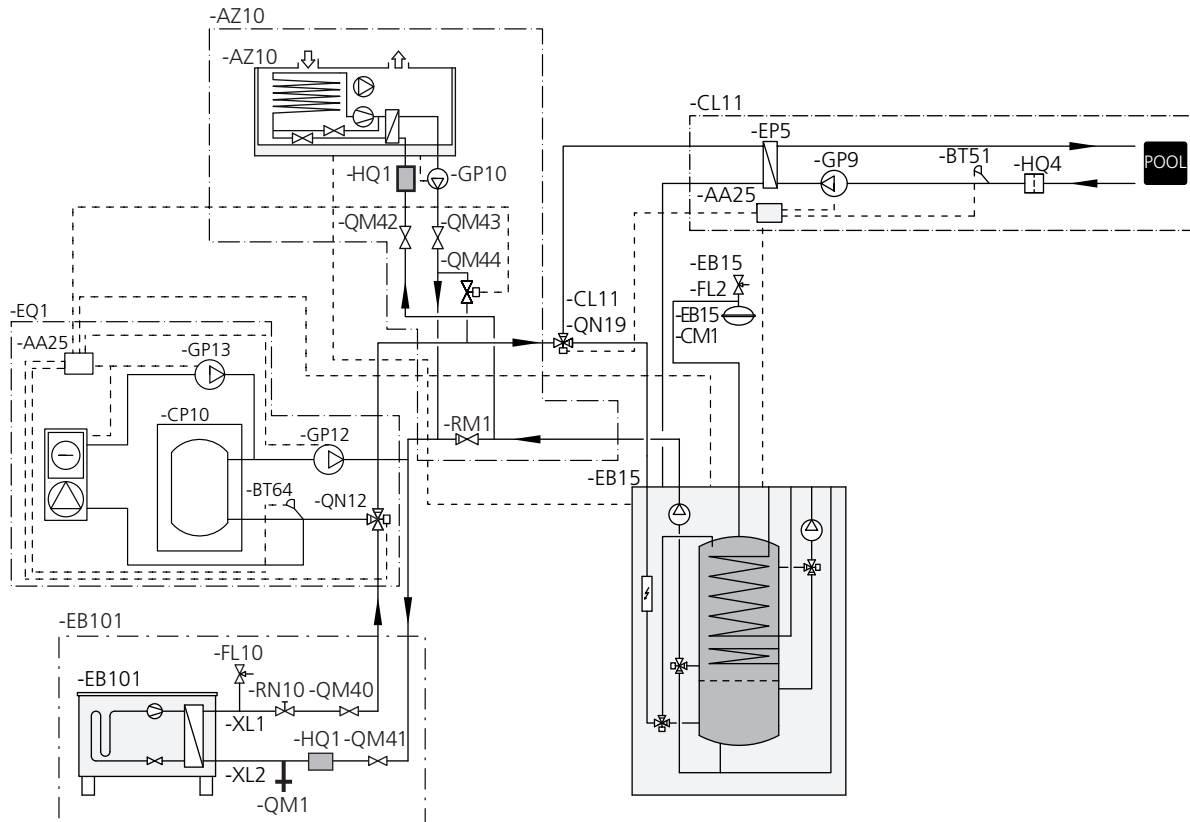 -AZ10
-AZ10
-CL11
-EP5
-GP9
-BT51
-HQ4
POOL
-HQ1
-GP10
-AA25
-QM42
-QM43
-QM44
-EB15
-FL2
-EB15
-CM1
-CL11
-QN19
-EQ1
-AA25
-GP13
-CP10
-GP12
-RM1
-BT64
-QN12
-EB15
-EB101
-FL10
-EB101
-RN10
-QM40
-XL1
-HQ1
-QM41
-XL2
-QM1